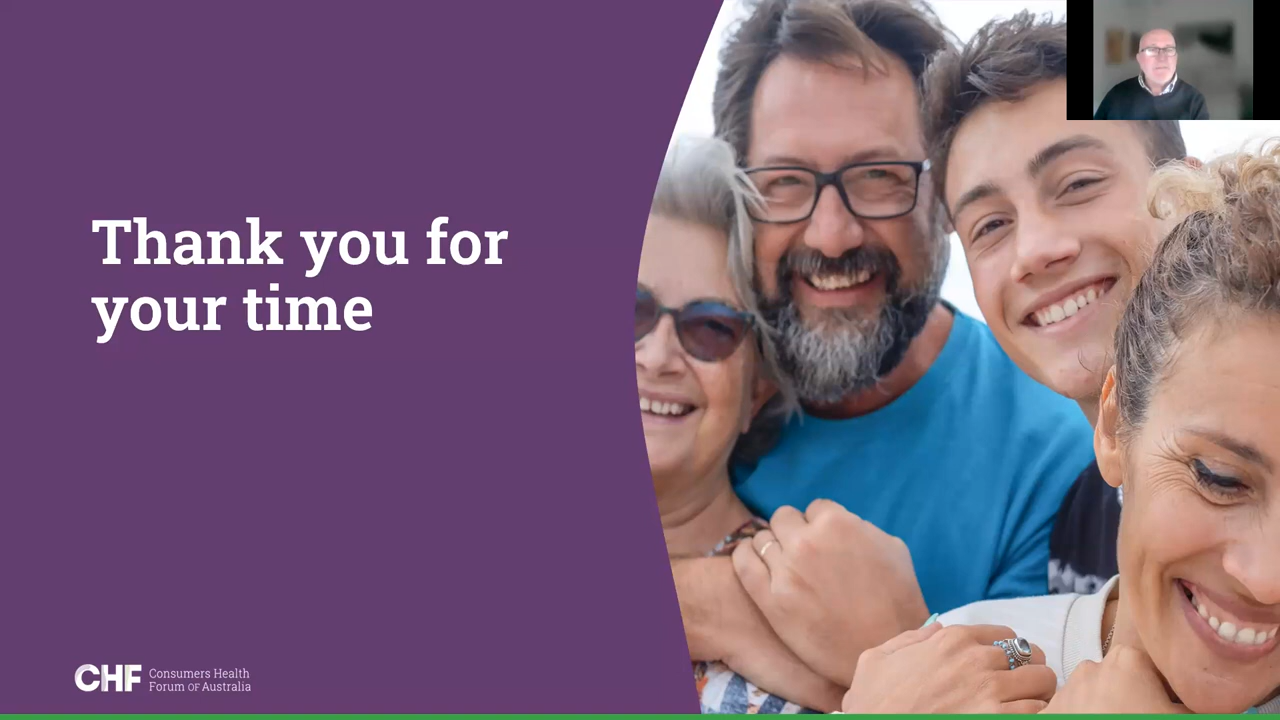 Thank you for
your time
CHF
Consumers Health
Forum OF Australia